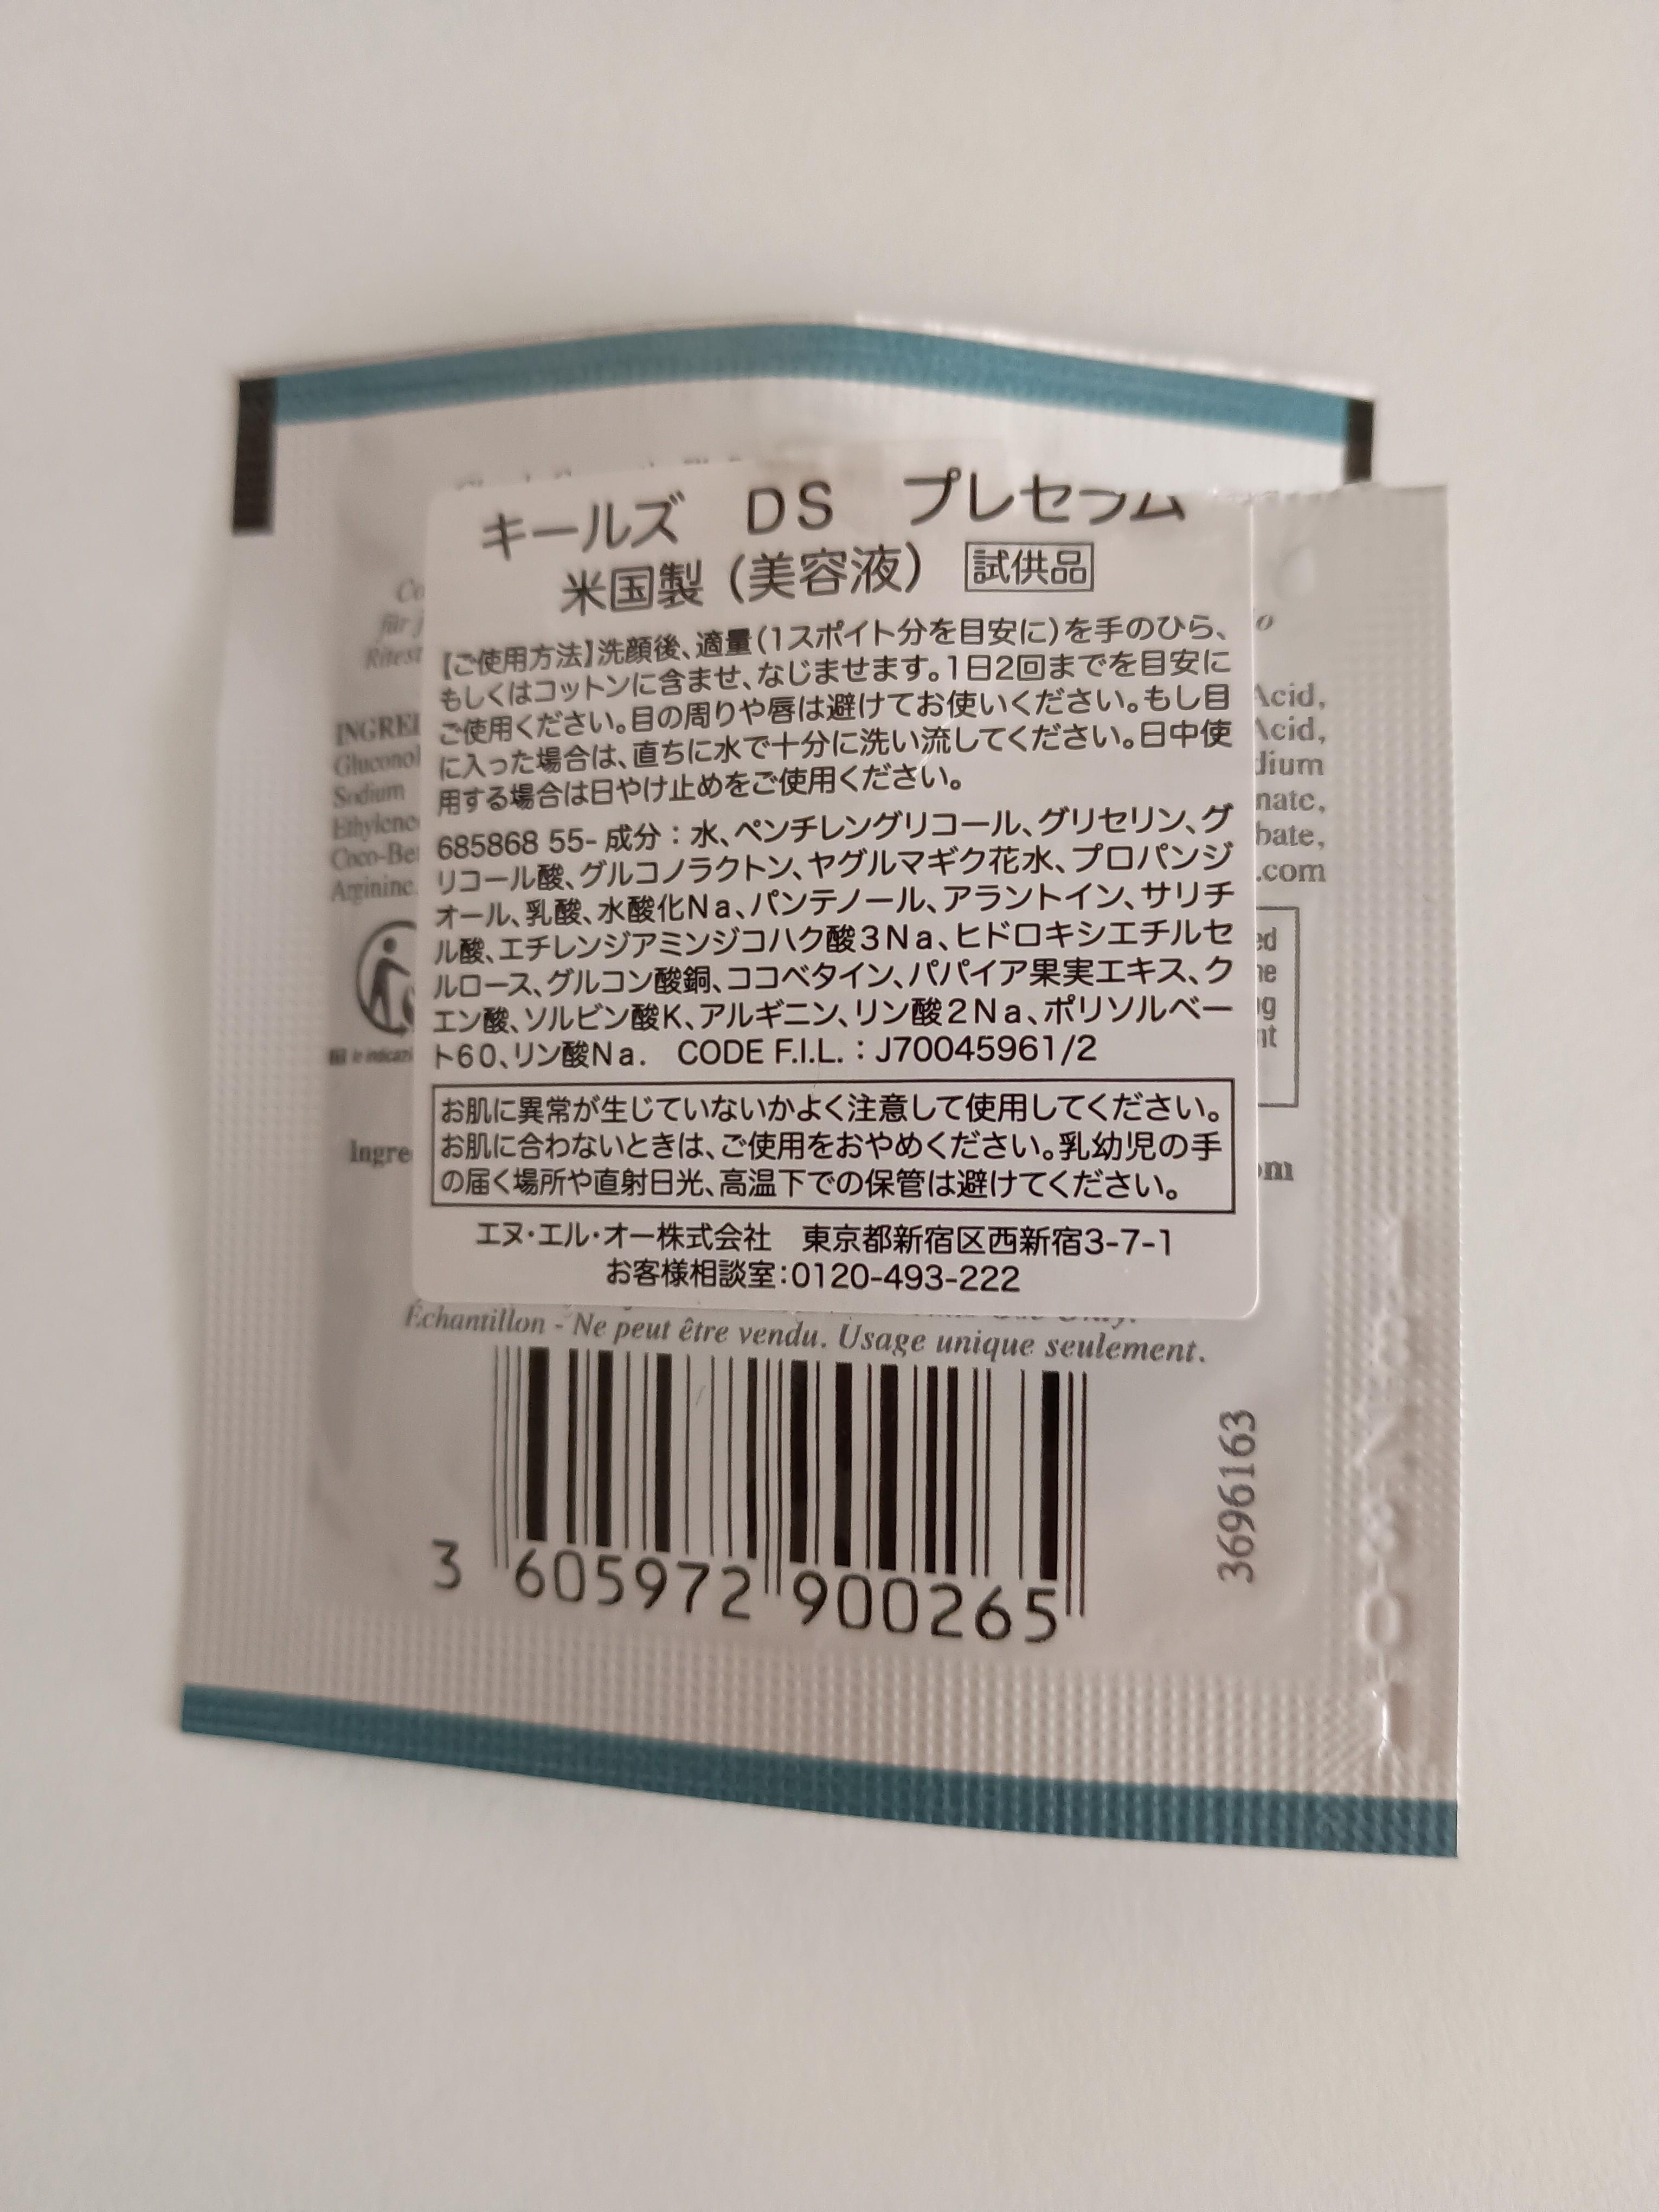 キールズ　DS　プレセラム
米国製（美容液） 試供品
【ご使用方法】洗顔後、適量(1スポイト分を目安に)を手のひら、
もしくはコットンに含ませ、なじませます。1日2回までを目安に
ご使用ください。目の周りや唇は避けてお使いください。もし目
に入った場合は、直ちに水で十分に洗い流してください。日中使
用する場合は日やけ止めをご使用ください。
685868 55- 成分：水、ペンチレングリコール、グリセリン、グ
リコール酸、グルコノラクトン、ヤグルマギク花水、プロパンジ
オール、乳酸、水酸化Na、パンテノール、アラントイン、サリチ
ル酸、エチレンジアミンジコハク酸3Na、ヒドロキシエチルセ
ルロース、グルコン酸銅、ココベタイン、パパイア果実エキス、ク
エン酸、ソルビン酸K、アルギニン、リン酸2Na、ポリソルベー
ト60、リン酸Na.　CODE F.I.L.：J70045961/2
お肌に異常が生じていないかよく注意して使用してください。
お肌に合わないときは、ご使用をおやめください。乳幼児の手
の届く場所や直射日光、高温下での保管は避けてください。
エヌ・エル・オー株式会社　東京都新宿区西新宿3-7-1
お客様相談室：0120-493-222
für
INGREI
Gluconol
Sodium
Ethylene
Coco-Be
Arginine.
Acid,
Acid,
dium
nate,
bate,
.com
ed
ne
ng
nt
Ingre
om
Échantillon - Ne peut être vendu. Usage unique seulement.
3 605972 900265
3696163